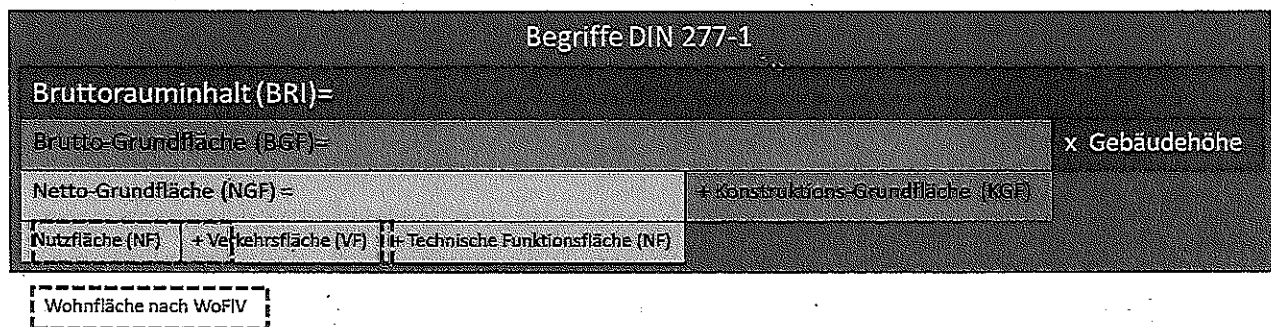 Begriffe DIN 277-1
Bruttorauminhalt (BRI)=
Brutto-Grundfläche (BGF)=
x Gebäudehöhe
Netto-Grundfläche (NGF) =
+ Konstruktions-Grundfläche (KGF)
Nutzfläche (NF)
+ Verkehrsfläche (VF)
+ Technische Funktionsfläche (NF)
Wohnfläche nach WoFlV